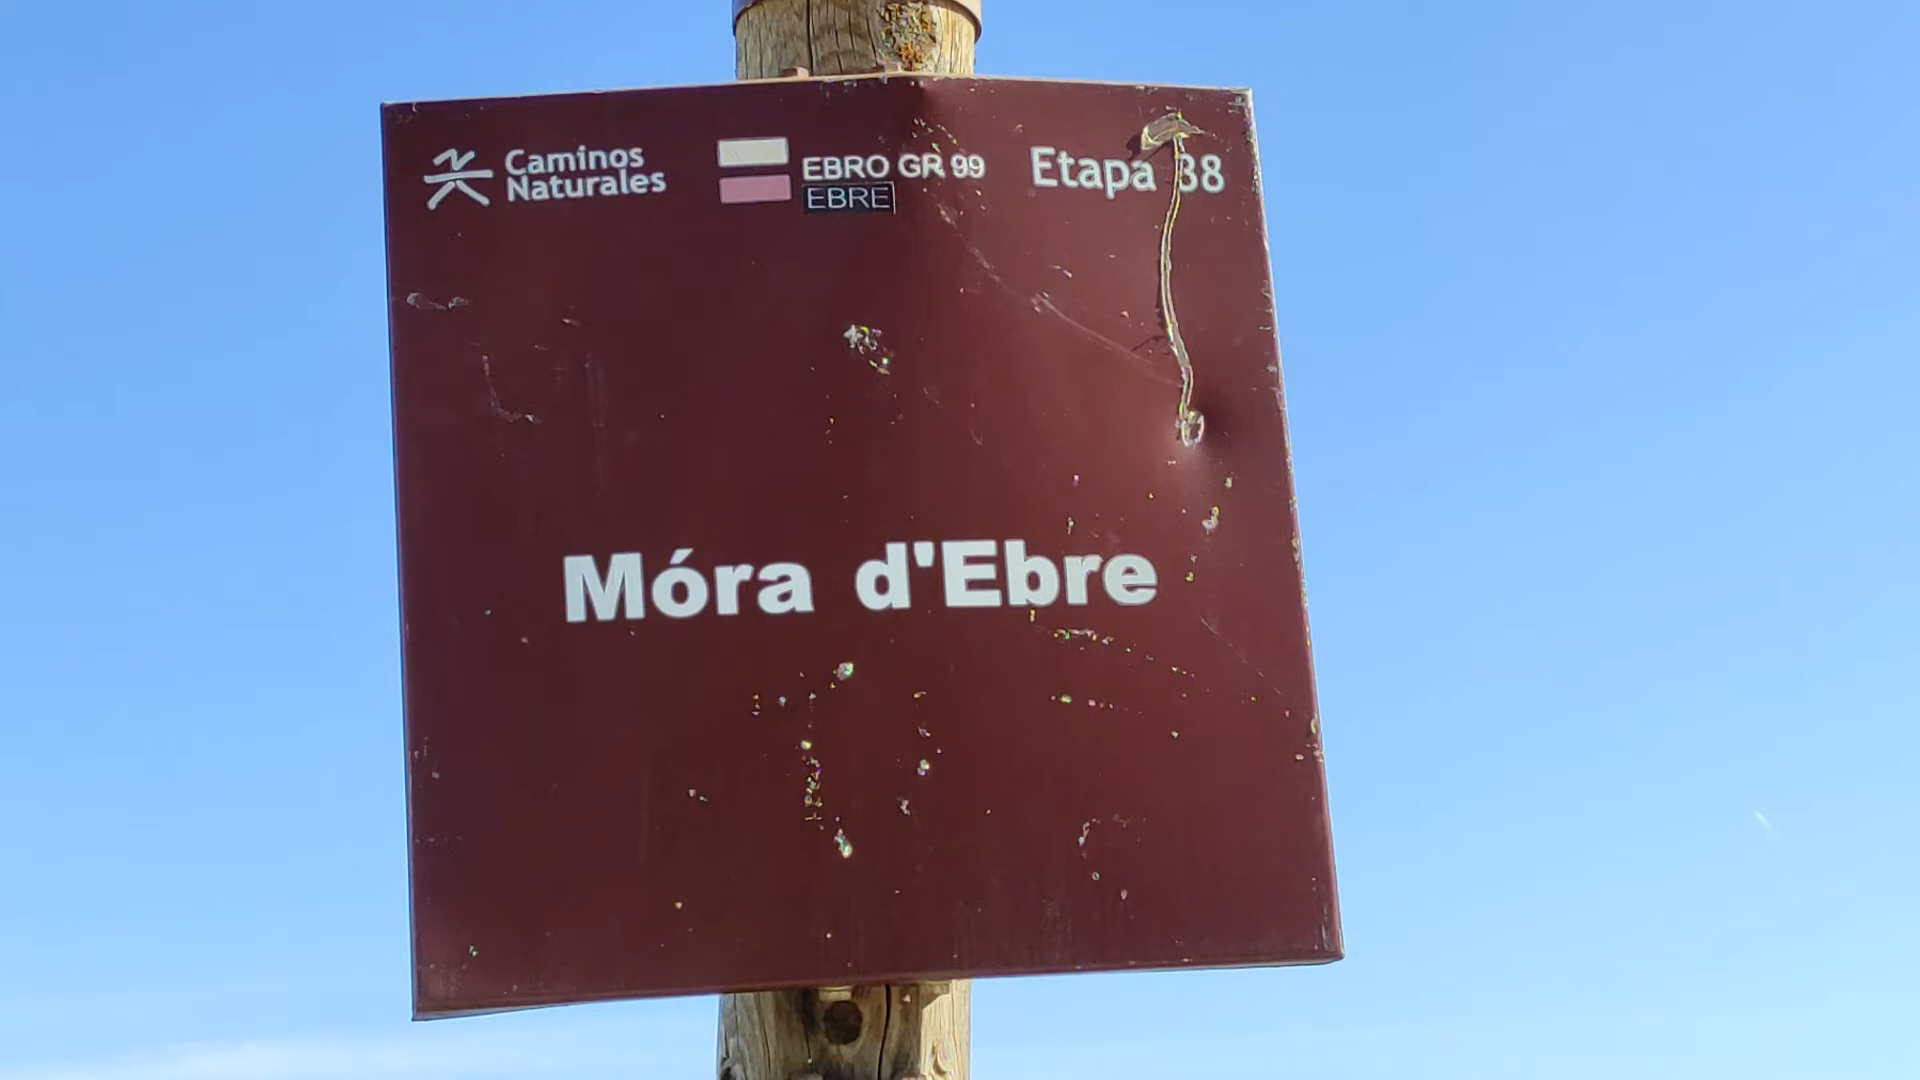 Caminos
Naturales
EBRO GR 99
EBRE
Etapa 38
Móra d'Ebre